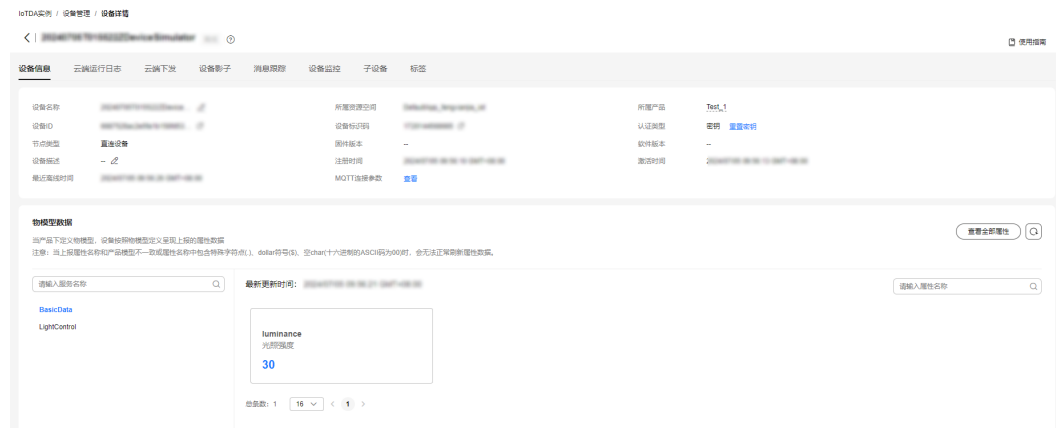 IoTDA实例 / 设备管理 / 设备详情
使用指南
设备信息 云端运行日志 云端下发 设备影子 消息跟踪 设备监控 子设备 标签
设备名称 所属资源空间 所属产品 Test_1
设备ID 设备标识码 认证类型 密钥 重置密钥
节点类型 直连设备 固件版本 -- 软件版本 --
设备描述 -- 注册时间 激活时间
最近离线时间 MQTT连接参数 查看
物模型数据
查看全部属性
当产品下定义物模型，设备按照物模型定义呈现上报的属性数据
注意：当上报属性名称和产品模型不一致或属性名称中包含特殊字符点(.)、dollar符号($)、空char(十六进制的ASCII码为00)时，会无法正常刷新属性数据。
请输入服务名称 最新更新时间： 请输入属性名称
BasicData
LightControl
luminance
光照强度
30
总条数：1 16 < 1 >